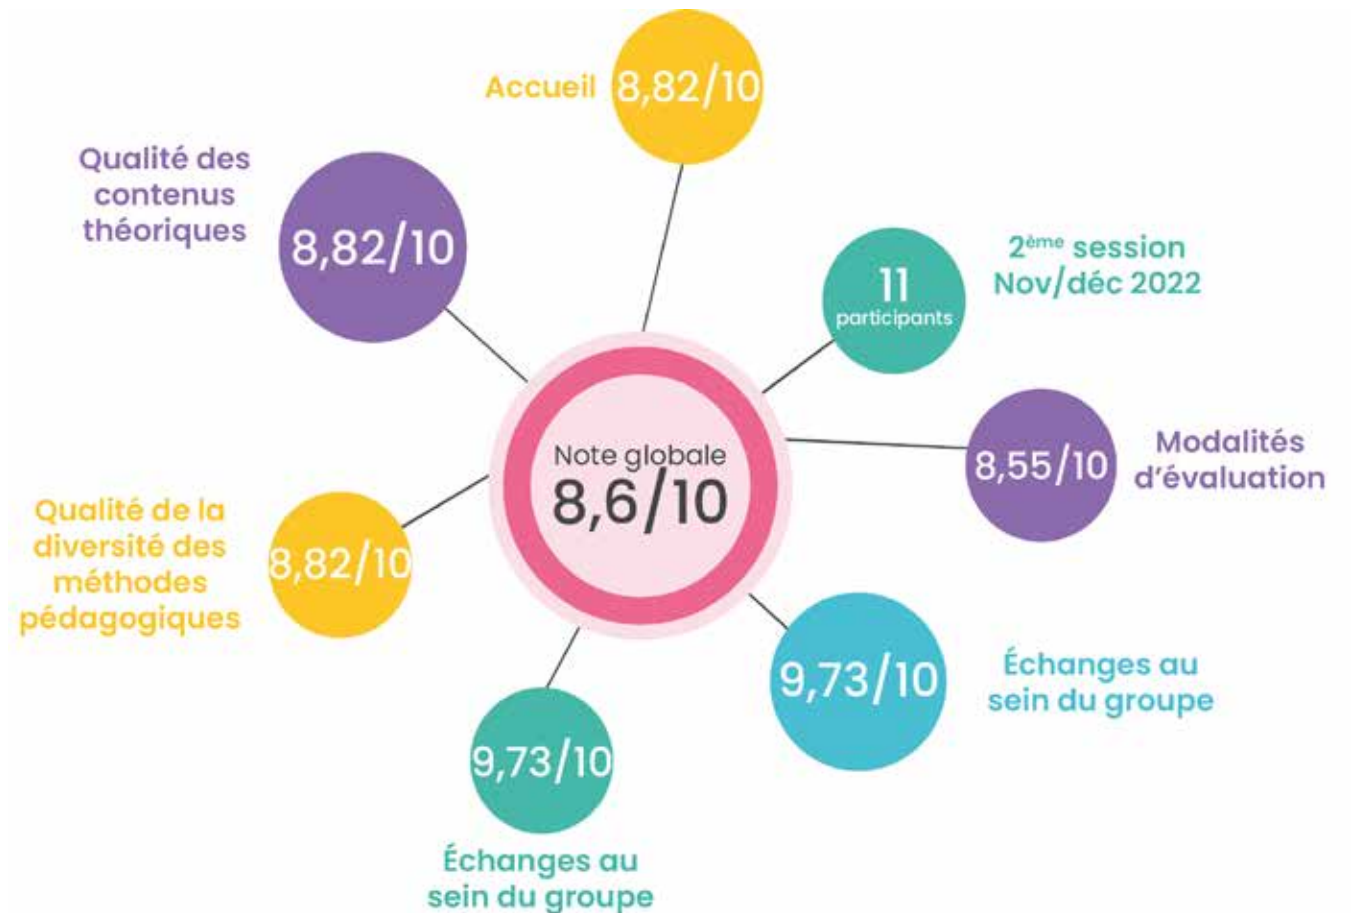 Accueil
8,82/10
Qualité des
contenus
théoriques
8,82/10
11
participants
2ème session
Nov/déc 2022
Note globale
8,6/10
8,55/10
Modalités
d'évaluation
Qualité de la
diversité des
méthodes
pédagogiques
8,82/10
9,73/10
Échanges au
sein du groupe
9,73/10
Échanges au
sein du groupe